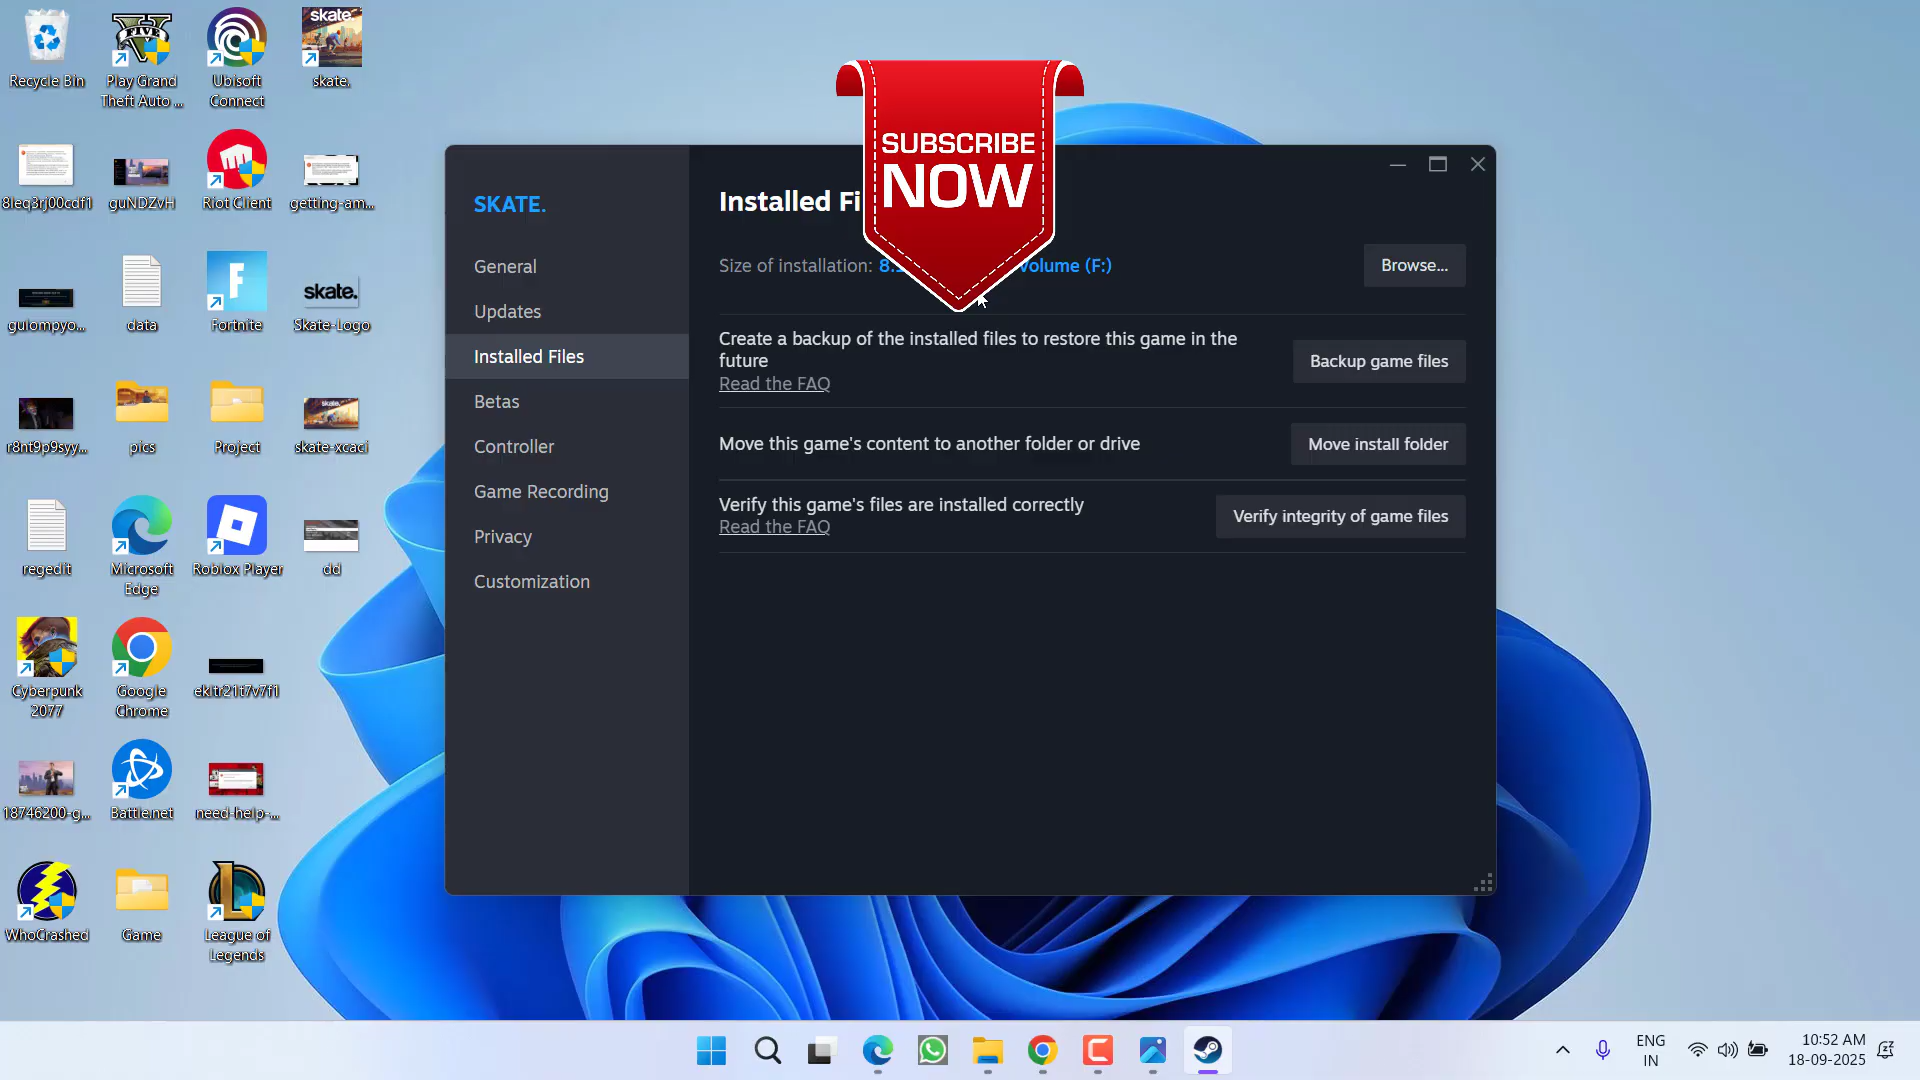 Recycle Bin
Play Grand
Theft Auto ...
Ubisoft
Connect
skate.
skate.
8leq3rj00cdf1
guNDZvH
Riot Client
getting-am...
gulompyo...
data
Fortnite
skate.
Skate-Logo
r8nt9p9syy...
pics
Project
skate-xcaci
regedit
Microsoft
Edge
Roblox Player
dd
Cyberpunk
2077
Google
Chrome
ekltr21t7v7f1
18746200-g...
Battle.net
need-help-...
WhoCrashed
Game
League of
Legends
SUBSCRIBE
NOW
SKATE.
General
Updates
Installed Files
Betas
Controller
Game Recording
Privacy
Customization
Installed Fi
Size of installation: 8.
Volume (F:)
Browse...
Create a backup of the installed files to restore this game in the
future
Read the FAQ
Backup game files
Move this game's content to another folder or drive
Move install folder
Verify this game's files are installed correctly
Read the FAQ
Verify integrity of game files
ENG
IN
10:52 AM
18-09-2025